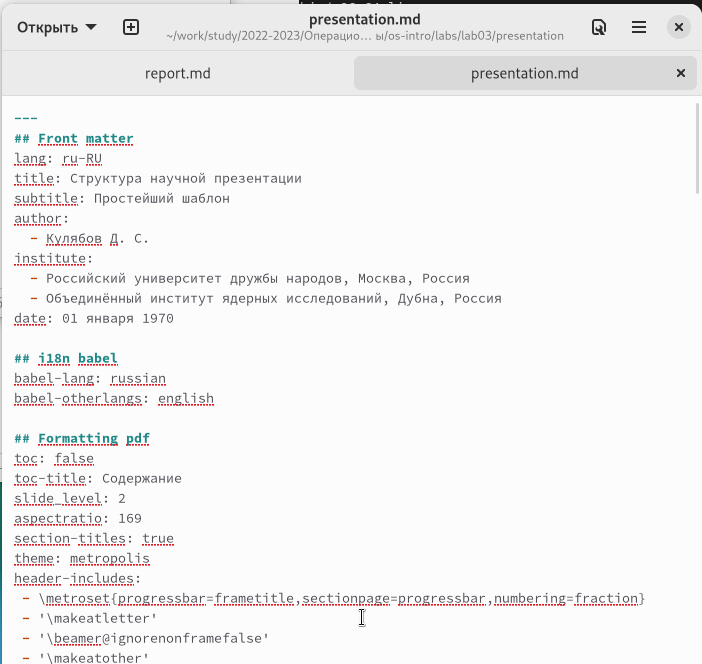 Открыть
presentation.md
~/work/study/2022-2023/Операцио… ы/os-intro/labs/lab03/presentation
report.md
presentation.md
---
## Front matter
lang: ru-RU
title: Структура научной презентации
subtitle: Простейший шаблон
author:
  - Кулябов Д. С.
institute:
  - Российский университет дружбы народов, Москва, Россия
  - Объединённый институт ядерных исследований, Дубна, Россия
date: 01 января 1970
## i18n babel
babel-lang: russian
babel-otherlangs: english
## Formatting pdf
toc: false
toc-title: Содержание
slide_level: 2
aspectratio: 169
section-titles: true
theme: metropolis
header-includes:
 - \metroset{progressbar=frametitle,sectionpage=progressbar,numbering=fraction}
 - '\makeatletter'
 - '\beamer@ignorenonframefalse'
 - '\makeatother'